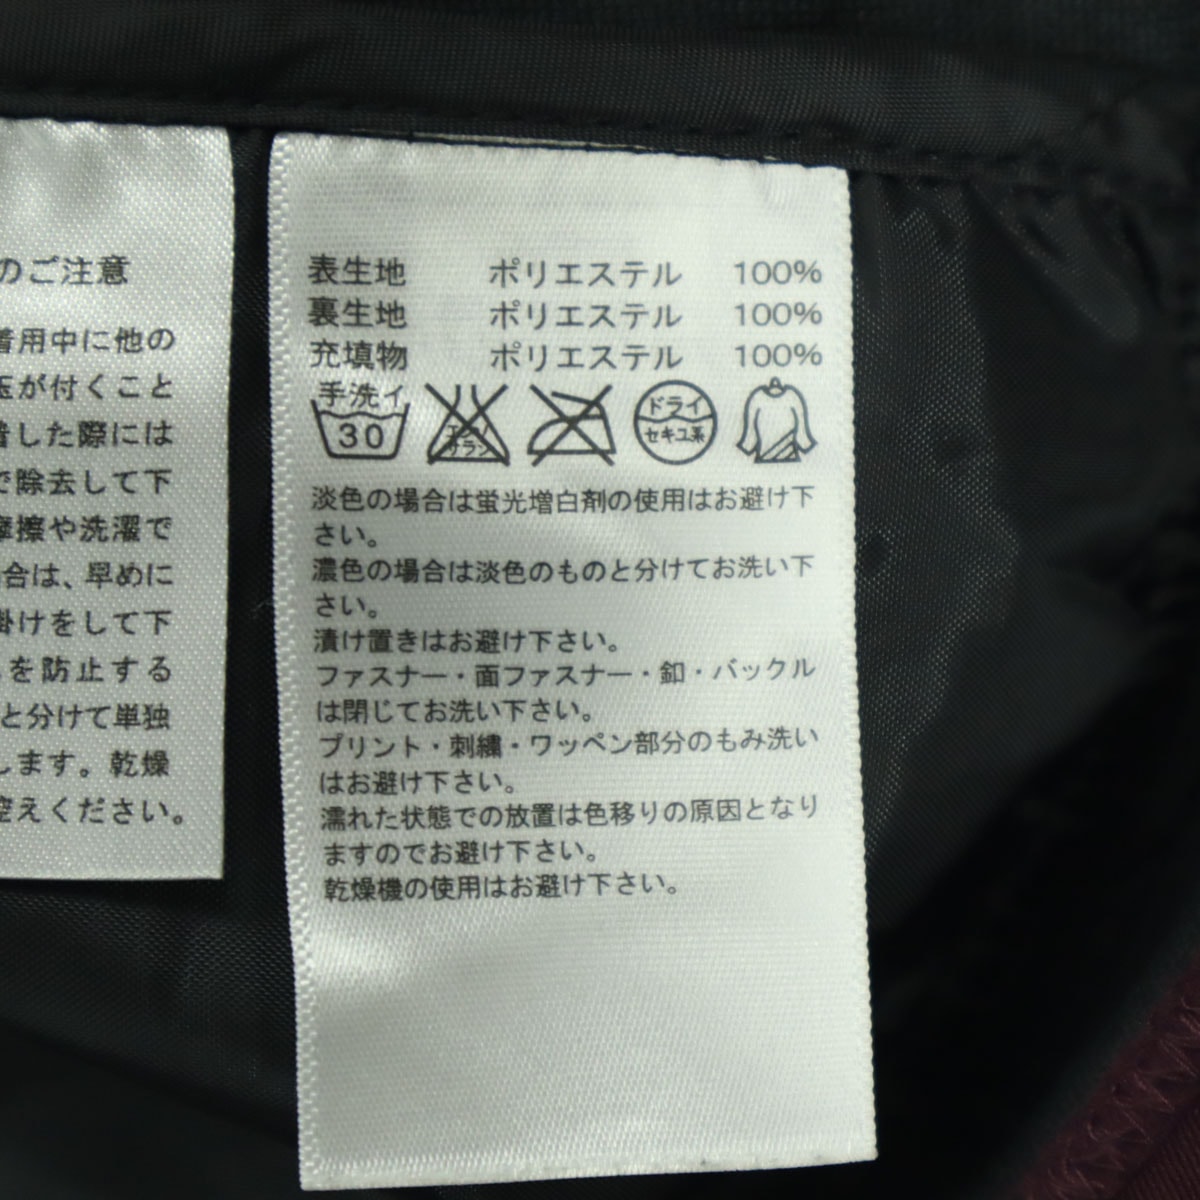 のご注意
着用中に他の
玉が付くこと
着した際には
で除去して下
摩擦や洗濯で
合は、早めに
掛けをして下
を防止する
と分けて単独
します。乾燥
控えください。
表生地 ポリエステル 100%
裏生地 ポリエステル 100%
充填物 ポリエステル 100%
手洗イ
30
エンソ
サラシ
ドライ
セキユ系
淡色の場合は蛍光増白剤の使用はお避け下
さい。
濃色の場合は淡色のものと分けてお洗い下
さい。
漬け置きはお避け下さい。
ファスナー・面ファスナー・釦・バックル
は閉じてお洗い下さい。
プリント・刺繍・ワッペン部分のもみ洗い
はお避け下さい。
濡れた状態での放置は色移りの原因となり
ますのでお避け下さい。
乾燥機の使用はお避け下さい。